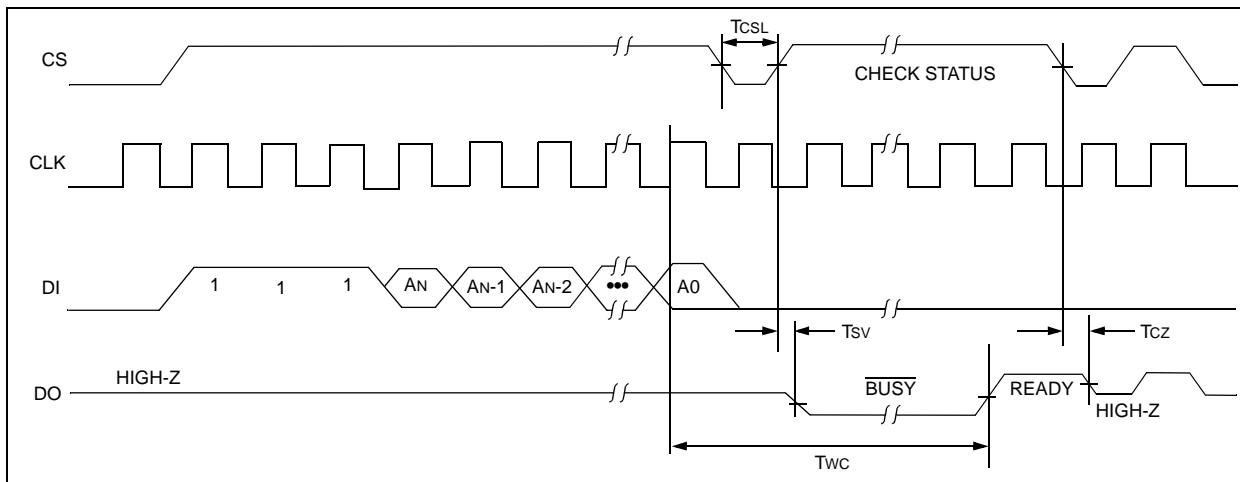 CS
TCSL
CHECK STATUS
CLK
DI
1 1 1 AN AN-1 AN-2 ••• A0
TSV
TCZ
DO
HIGH-Z
BUSY
READY
HIGH-Z
TWC